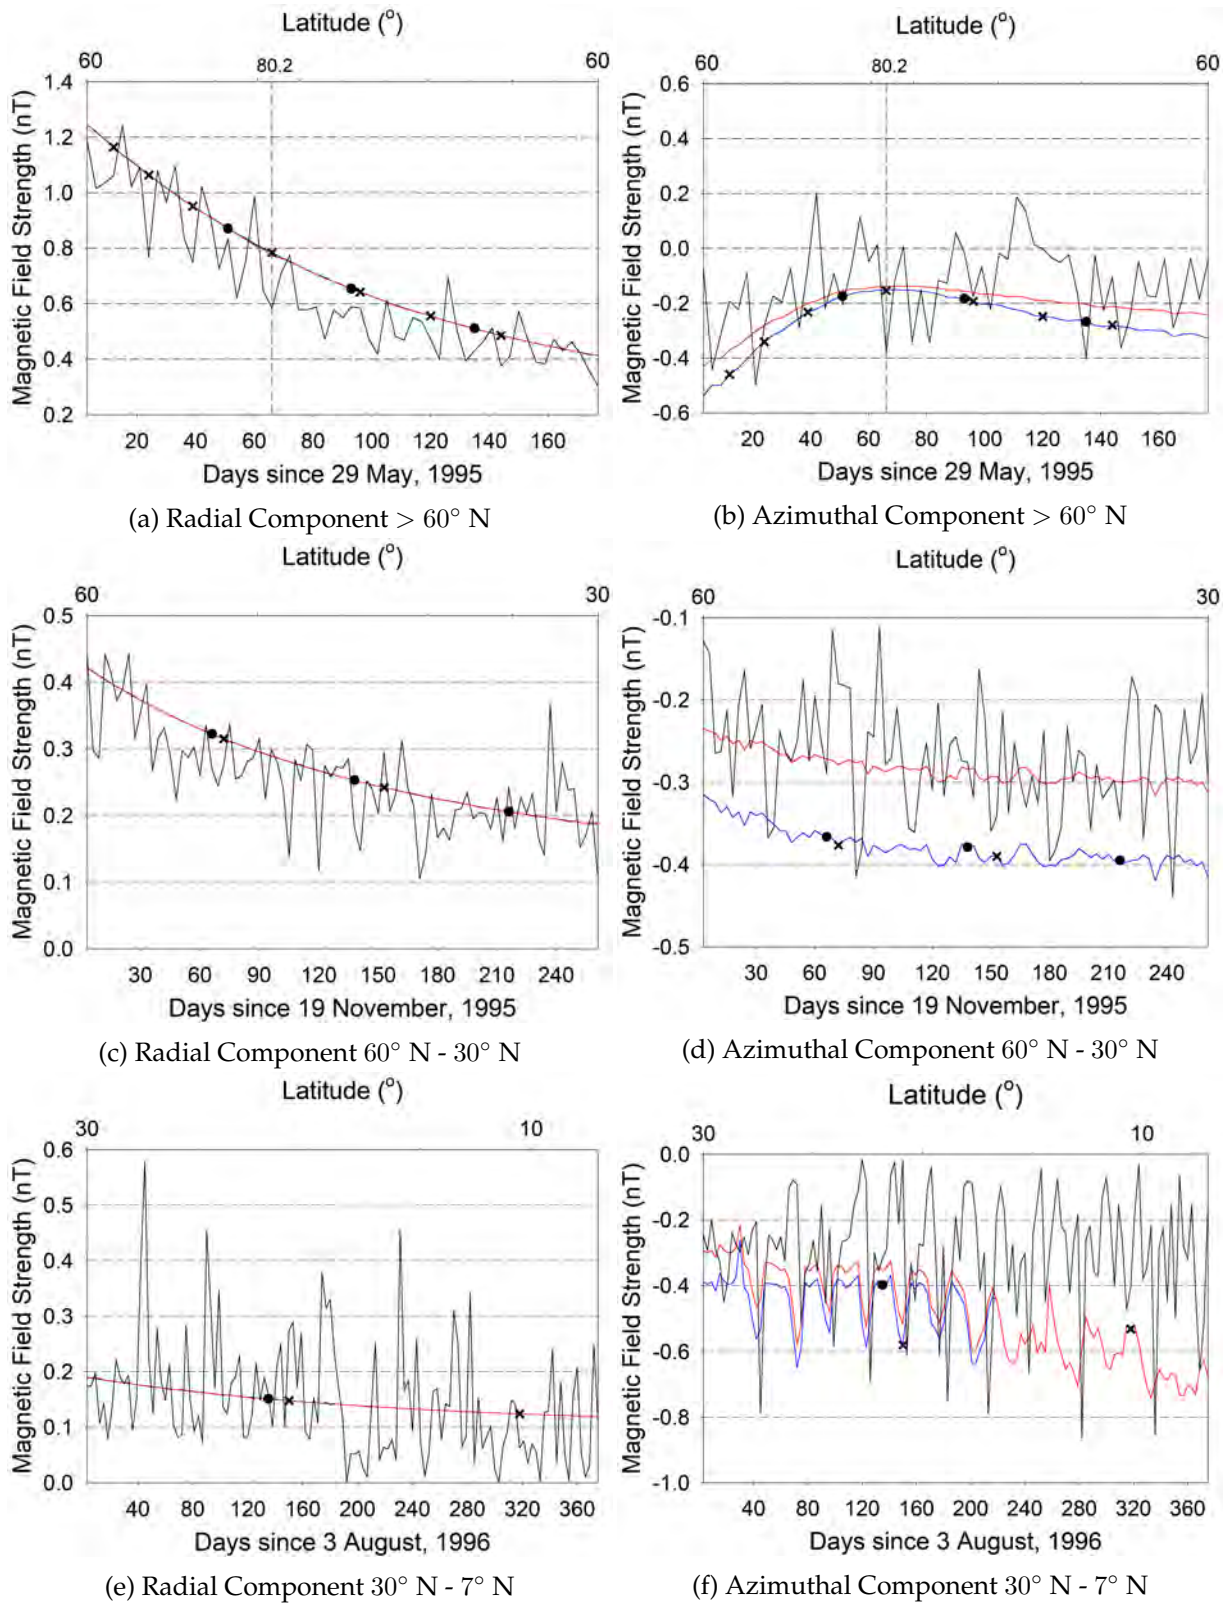 Latitude (°)
60 80.2 60
1.4
1.2
1.0
0.8
0.6
0.4
0.2
Magnetic Field Strength (nT)
20 40 60 80 100 120 140 160
Days since 29 May, 1995
(a) Radial Component > 60° N
Latitude (°)
60 80.2 60
0.6
0.4
0.2
0.0
-0.2
-0.4
-0.6
Magnetic Field Strength (nT)
20 40 60 80 100 120 140 160
Days since 29 May, 1995
(b) Azimuthal Component > 60° N
Latitude (°)
60 30
0.5
0.4
0.3
0.2
0.1
0.0
Magnetic Field Strength (nT)
30 60 90 120 150 180 210 240
Days since 19 November, 1995
(c) Radial Component 60° N - 30° N
Latitude (°)
60 30
-0.1
-0.2
-0.3
-0.4
-0.5
Magnetic Field Strength (nT)
30 60 90 120 150 180 210 240
Days since 19 November, 1995
(d) Azimuthal Component 60° N - 30° N
Latitude (°)
30 10
0.6
0.5
0.4
0.3
0.2
0.1
0.0
Magnetic Field Strength (nT)
40 80 120 160 200 240 280 320 360
Days since 3 August, 1996
(e) Radial Component 30° N - 7° N
Latitude (°)
30 10
0.0
-0.2
-0.4
-0.6
-0.8
-1.0
Magnetic Field Strength (nT)
40 80 120 160 200 240 280 320 360
Days since 3 August, 1996
(f) Azimuthal Component 30° N - 7° N